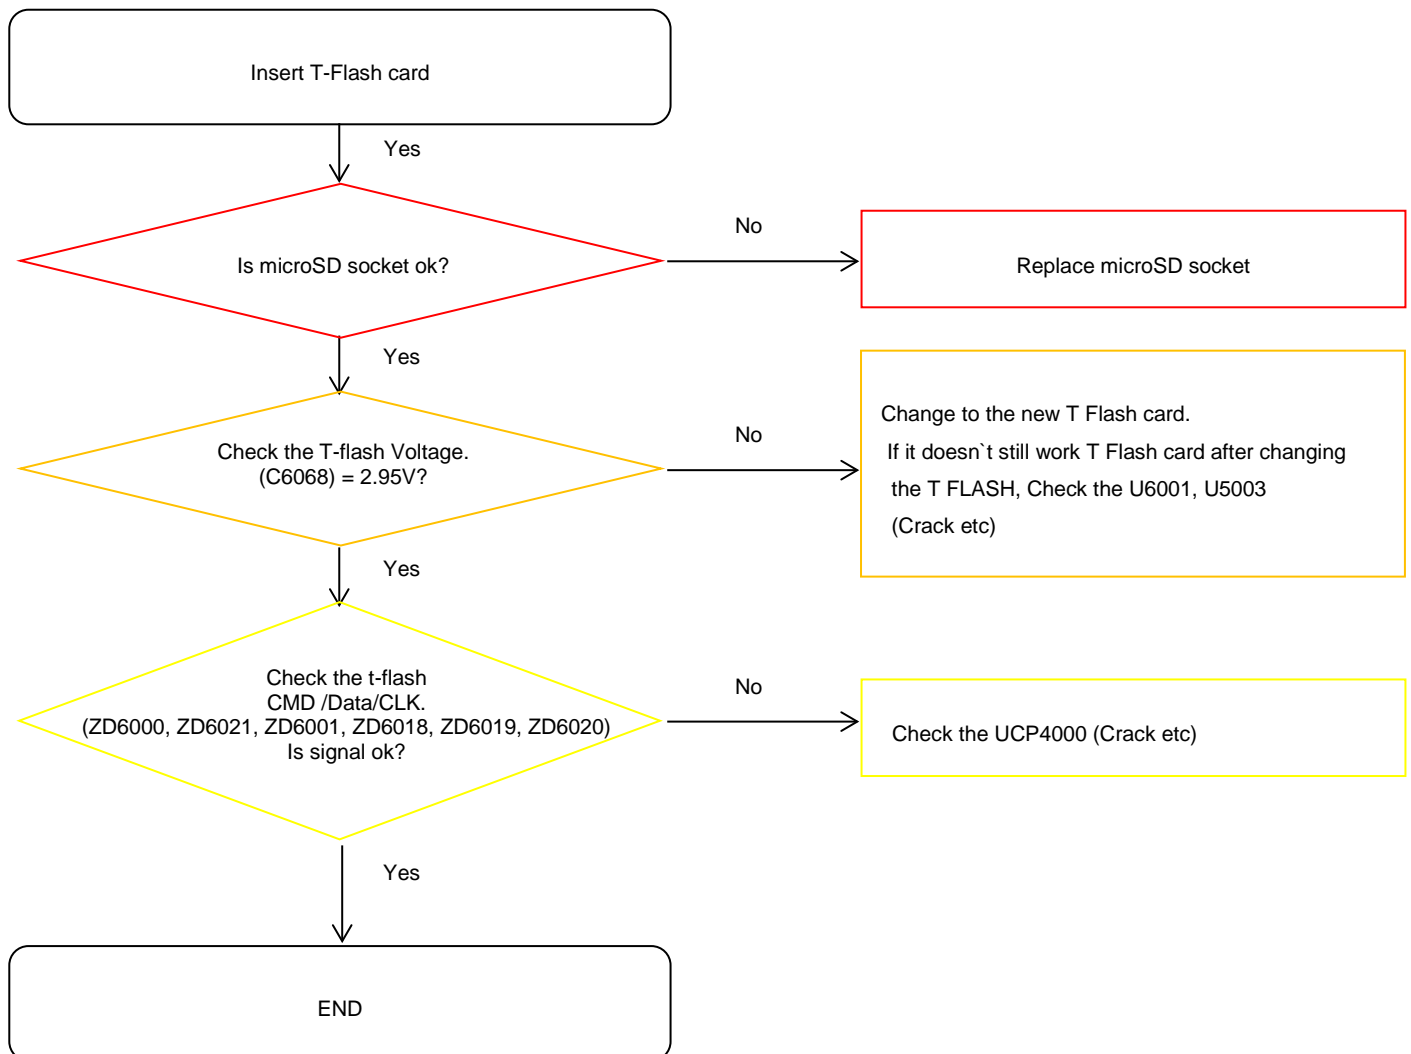 Insert T-Flash card
Yes
Is microSD socket ok?
No
Replace microSD socket
Yes
Check the T-flash Voltage.
(C6068) = 2.95V?
No
Change to the new T Flash card.
If it doesn`t still work T Flash card after changing
the T FLASH, Check the U6001, U5003
(Crack etc)
Yes
Check the t-flash
CMD /Data/CLK.
(ZD6000, ZD6021, ZD6001, ZD6018, ZD6019, ZD6020)
Is signal ok?
No
Check the UCP4000 (Crack etc)
Yes
END